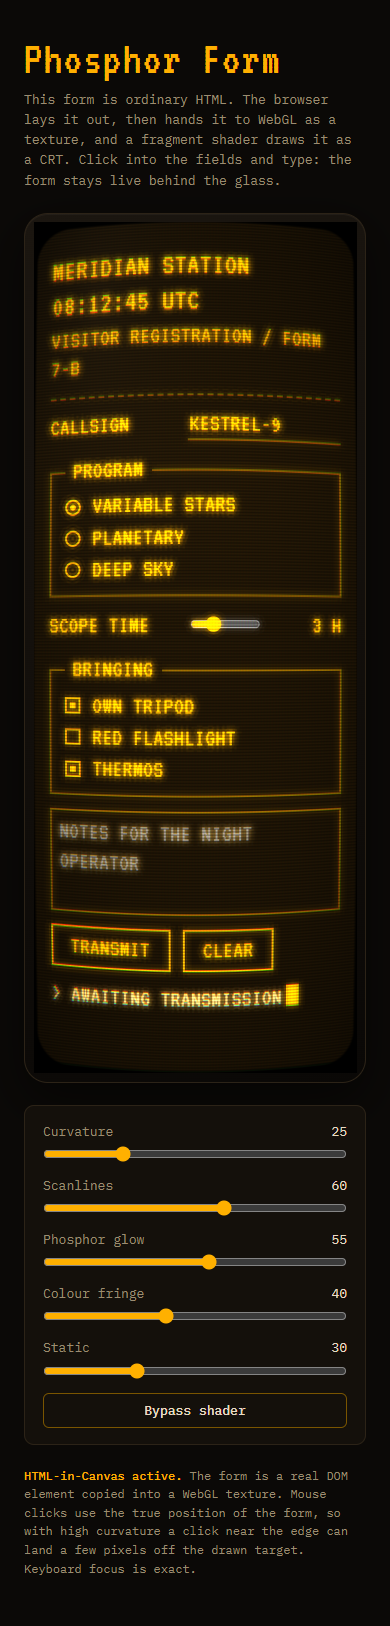 Phosphor Form
This form is ordinary HTML. The browser
lays it out, then hands it to WebGL as a
texture, and a fragment shader draws it as
a CRT. Click into the fields and type: the
form stays live behind the glass.
MERIDIAN STATION
08:12:45 UTC
VISITOR REGISTRATION / FORM
7-B
CALLSIGN KESTREL-9
PROGRAM
VARIABLE STARS
PLANETARY
DEEP SKY
SCOPE TIME 3 H
BRINGING
OWN TRIPOD
RED FLASHLIGHT
THERMOS
NOTES FOR THE NIGHT
OPERATOR
TRANSMIT CLEAR
> AWAITING TRANSMISSION
Curvature 25
Scanlines 60
Phosphor glow 55
Colour fringe 40
Static 30
Bypass shader
HTML-in-Canvas active. The form is a real DOM
element copied into a WebGL texture. Mouse
clicks use the true position of the form, so
with high curvature a click near the edge can
land a few pixels off the drawn target.
Keyboard focus is exact.